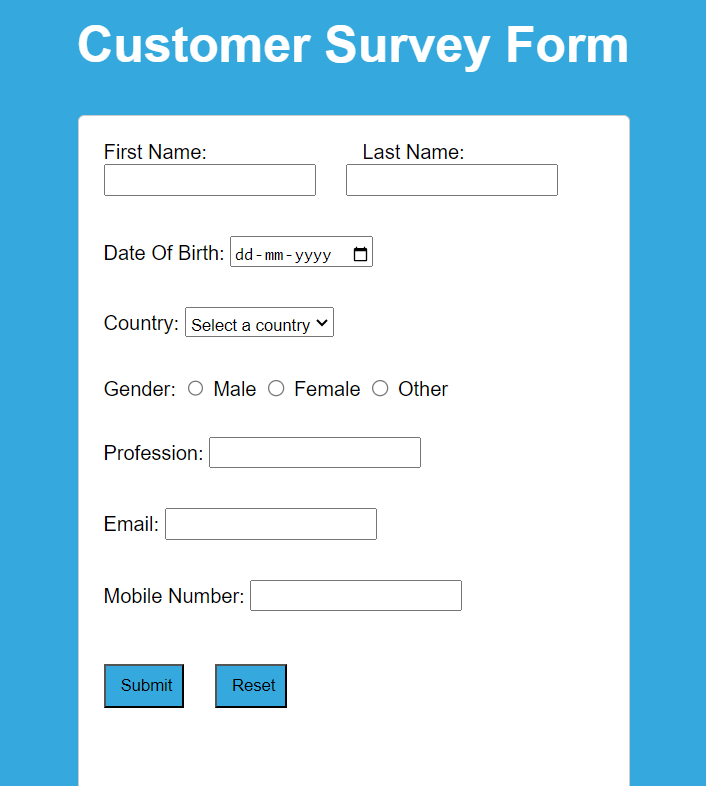 Customer Survey Form
First Name: Last Name:
Date Of Birth: dd-mm-yyyy
Country: Select a country
Gender: Male Female Other
Profession:
Email:
Mobile Number:
Submit Reset